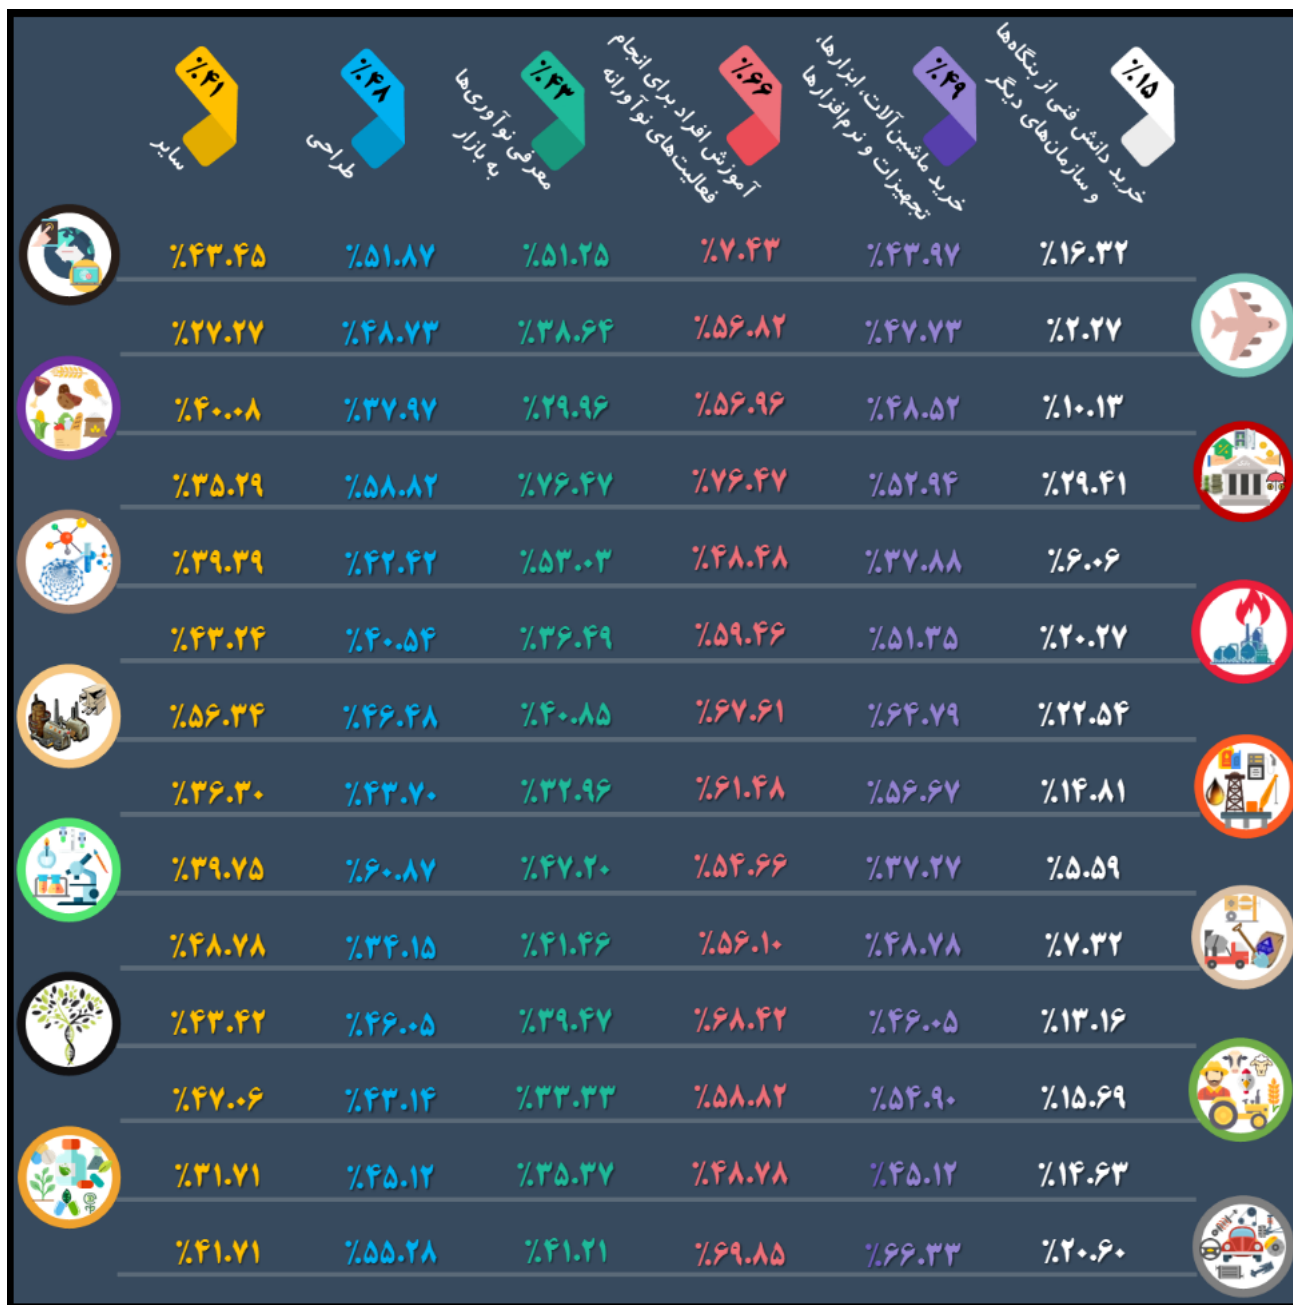 ٪۱۵
خرید دانش فنی از بنگاه‌ها
و سازمان‌های دیگر
٪۴۹
خرید ماشین‌آلات، ابزارها،
تجهیزات و نرم‌افزارها
٪۶۶
آموزش افراد برای انجام
فعالیت‌های نوآورانه
٪۴۳
معرفی نوآوری‌ها
به بازار
٪۴۸
طراحی
٪۴۱
سایر
٪۱۶.۳۲ ٪۴۳.۹۷ ٪۷.۴۳ ٪۵۱.۲۵ ٪۵۱.۸۷ ٪۴۳.۴۵
٪۲.۲۷ ٪۴۷.۷۳ ٪۵۶.۸۲ ٪۳۸.۶۴ ٪۴۸.۷۳ ٪۲۷.۲۷
٪۱۰.۱۳ ٪۴۸.۵۲ ٪۵۶.۹۶ ٪۲۹.۹۶ ٪۳۷.۹۷ ٪۴۰.۰۸
٪۲۹.۴۱ ٪۵۲.۹۴ ٪۷۶.۴۷ ٪۷۶.۴۷ ٪۵۸.۸۲ ٪۳۵.۲۹
٪۶.۰۶ ٪۳۷.۸۸ ٪۴۸.۴۸ ٪۵۳.۰۳ ٪۴۲.۴۲ ٪۳۹.۳۹
٪۲۰.۲۷ ٪۵۱.۳۵ ٪۵۹.۴۶ ٪۳۶.۴۹ ٪۴۰.۵۴ ٪۴۳.۲۴
٪۲۲.۵۴ ٪۶۴.۷۹ ٪۶۷.۶۱ ٪۴۰.۸۵ ٪۴۶.۴۸ ٪۵۶.۳۴
٪۱۴.۸۱ ٪۵۶.۶۷ ٪۶۱.۴۸ ٪۳۲.۹۶ ٪۴۳.۷۰ ٪۳۶.۳۰
٪۵.۵۹ ٪۳۷.۲۷ ٪۵۴.۶۶ ٪۴۷.۲۰ ٪۶۰.۸۷ ٪۳۹.۷۵
٪۷.۳۲ ٪۴۸.۷۸ ٪۵۶.۱۰ ٪۴۱.۴۶ ٪۳۴.۱۵ ٪۴۸.۷۸
٪۱۳.۱۶ ٪۴۶.۰۵ ٪۶۸.۴۲ ٪۳۹.۴۷ ٪۴۶.۰۵ ٪۴۳.۴۲
٪۱۵.۶۹ ٪۵۴.۹۰ ٪۵۸.۸۲ ٪۳۳.۳۳ ٪۴۳.۱۴ ٪۴۷.۰۶
٪۱۴.۶۳ ٪۴۵.۱۲ ٪۴۸.۷۸ ٪۳۵.۳۷ ٪۴۵.۱۲ ٪۳۱.۷۱
٪۲۰.۶۰ ٪۶۶.۳۳ ٪۶۹.۸۵ ٪۴۱.۲۱ ٪۵۵.۲۸ ٪۴۱.۷۱